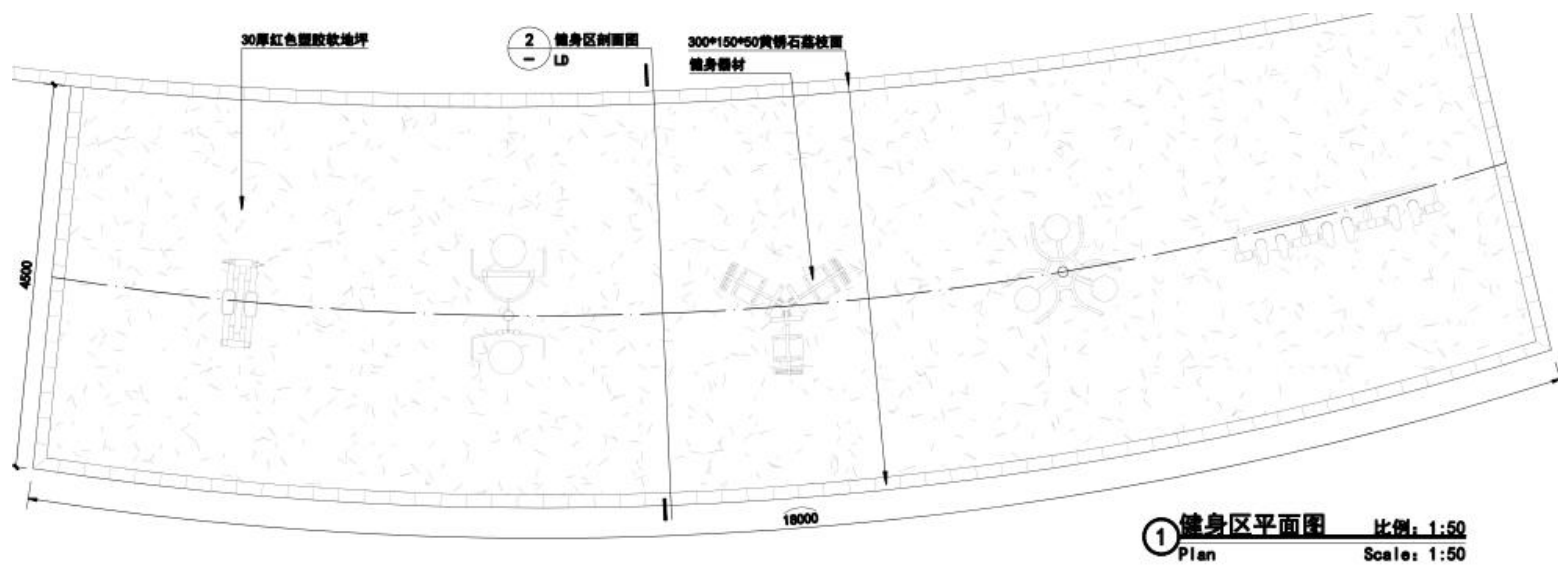 30厚红色塑胶软地坪
2 健身区剖面图
— LD
300*150*50黄锈石荔枝面
健身器材
4500
18000
1 健身区平面图 比例：1:50
Plan Scale：1:50